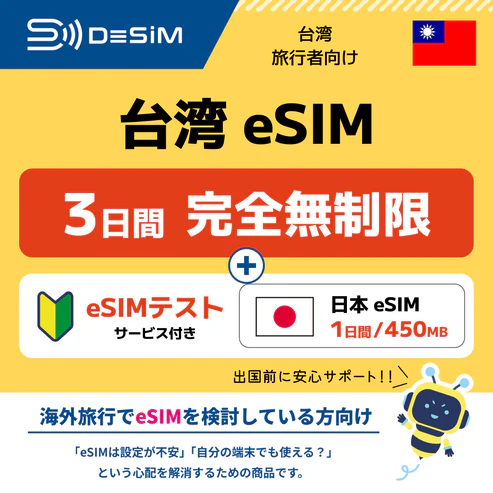 DeSiM
台湾
旅行者向け
台湾 eSIM
3日間 完全無制限
+
eSIMテスト
サービス付き
日本 eSIM
1日間/450MB
出国前に安心サポート!!
海外旅行でeSIMを検討している方向け
「eSIMは設定が不安」「自分の端末でも使える？」
という心配を解消するための商品です。